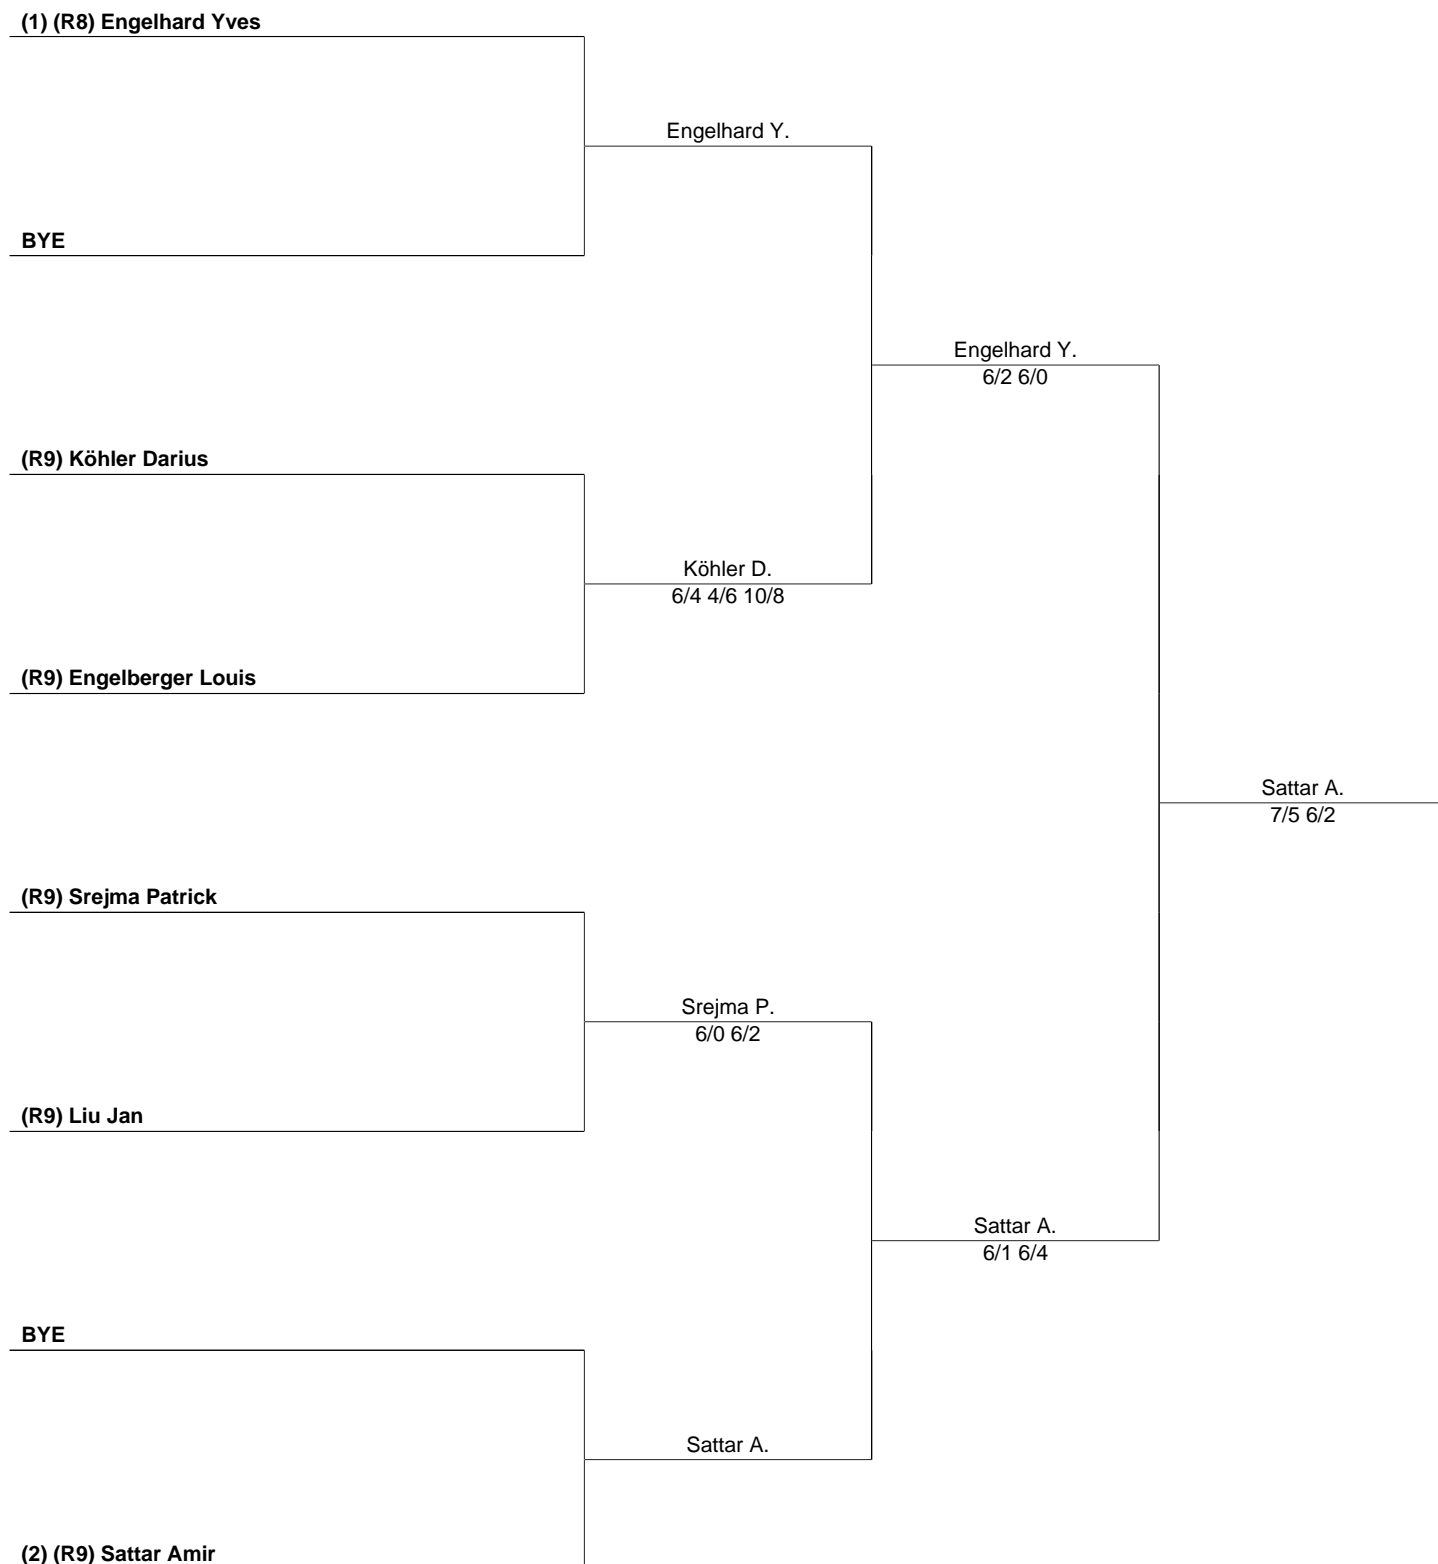 (1) (R8) Engelhard Yves
Engelhard Y.
BYE
Engelhard Y.
6/2 6/0
(R9) Köhler Darius
Köhler D.
6/4 4/6 10/8
(R9) Engelberger Louis
Sattar A.
7/5 6/2
(R9) Srejma Patrick
Srejma P.
6/0 6/2
(R9) Liu Jan
Sattar A.
6/1 6/4
BYE
Sattar A.
(2) (R9) Sattar Amir